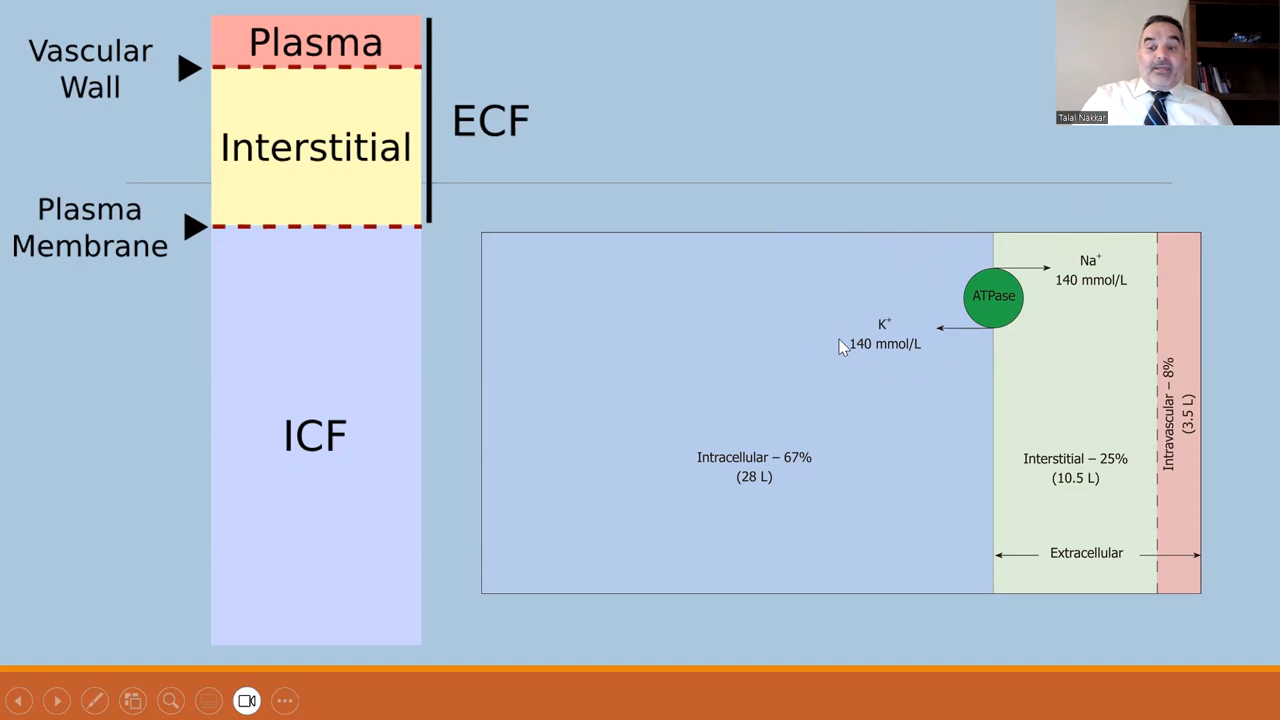 Vascular
Wall
Plasma
Interstitial
ECF
Plasma
Membrane
ICF
Talal Nakkar
Na⁺
140 mmol/L
ATPase
K⁺
140 mmol/L
Intracellular – 67%
(28 L)
Interstitial – 25%
(10.5 L)
Intravascular – 8%
(3.5 L)
Extracellular